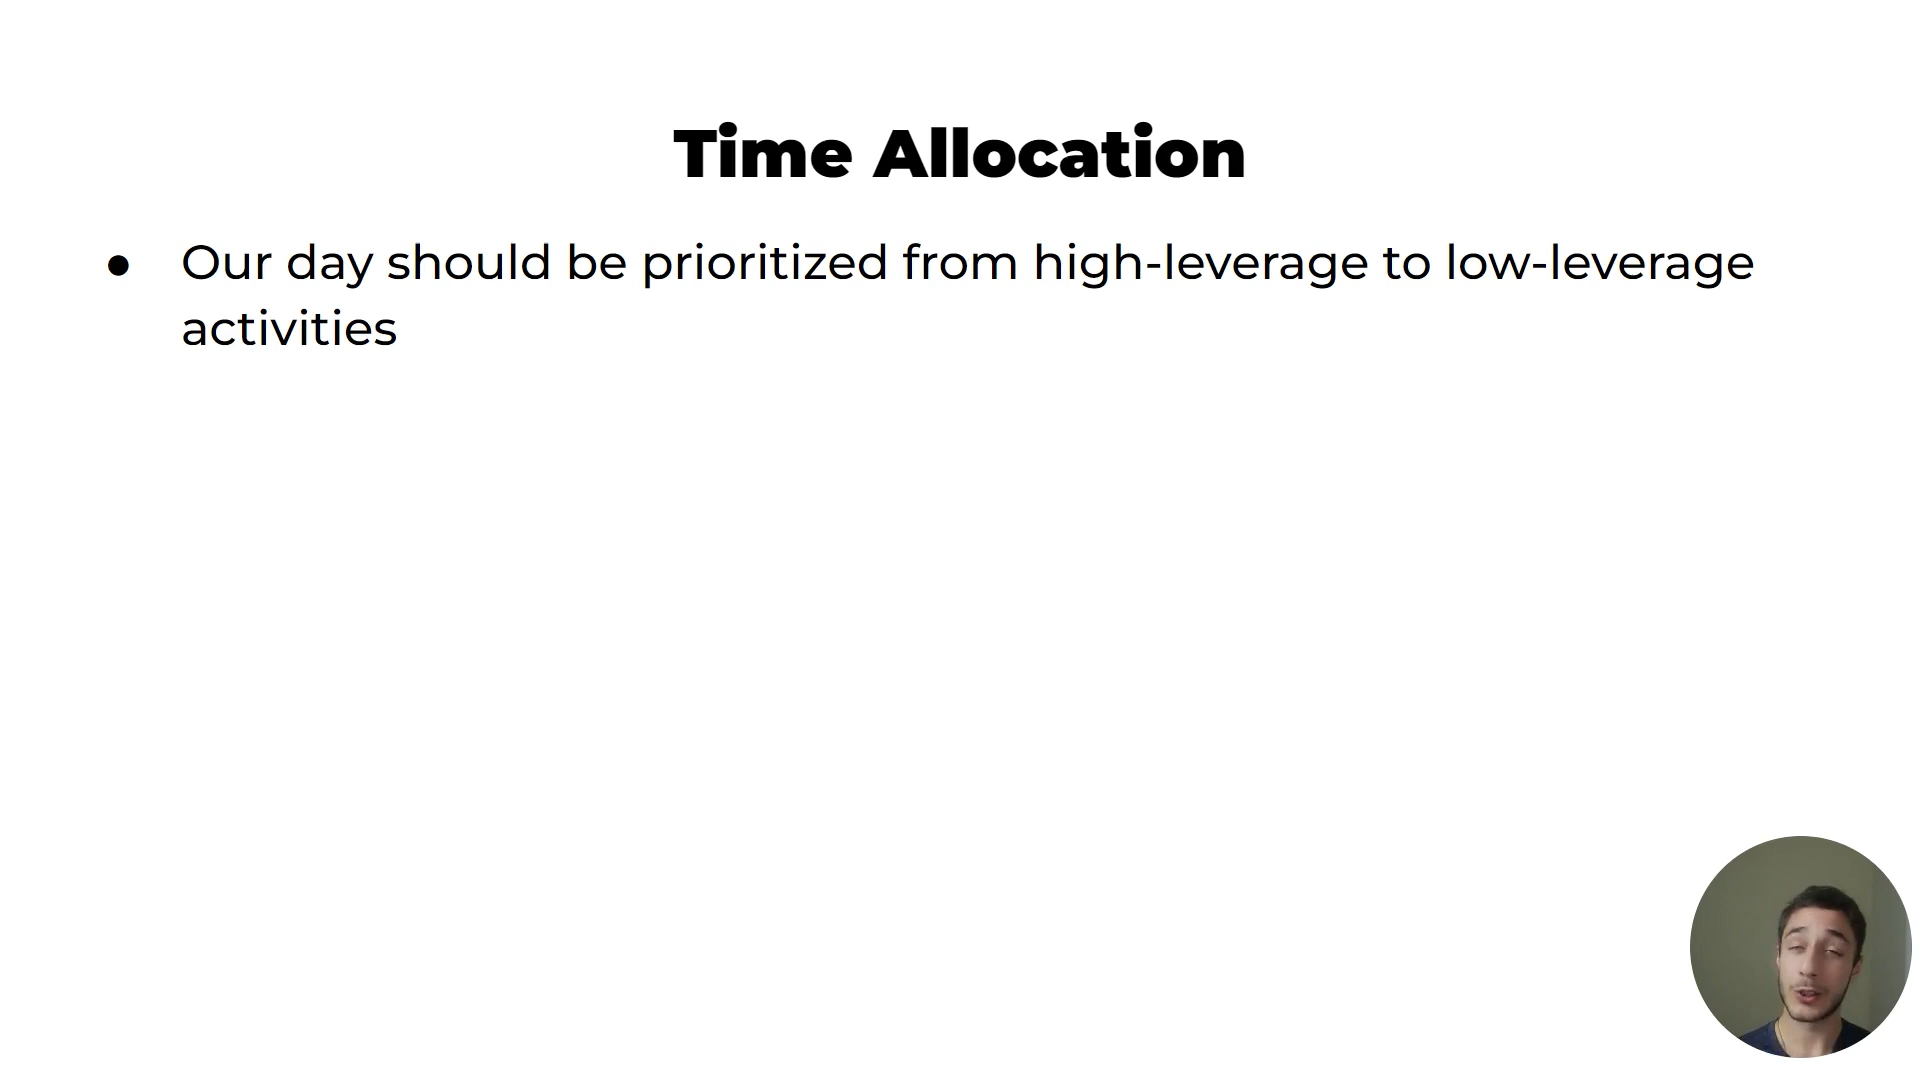 Time Allocation
● Our day should be prioritized from high-leverage to low-leverage
activities